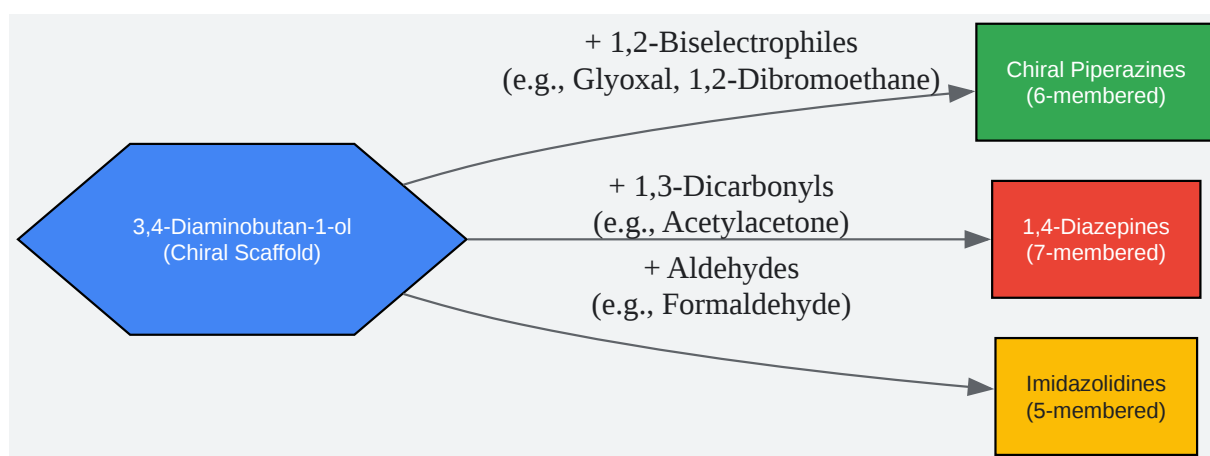 + 1,2-Biselectrophiles
(e.g., Glyoxal, 1,2-Dibromoethane)
Chiral Piperazines
(6-membered)
3,4-Diaminobutan-1-ol
(Chiral Scaffold)
+ 1,3-Dicarbonyls
(e.g., Acetylacetone)
1,4-Diazepines
(7-membered)
+ Aldehydes
(e.g., Formaldehyde)
Imidazolidines
(5-membered)